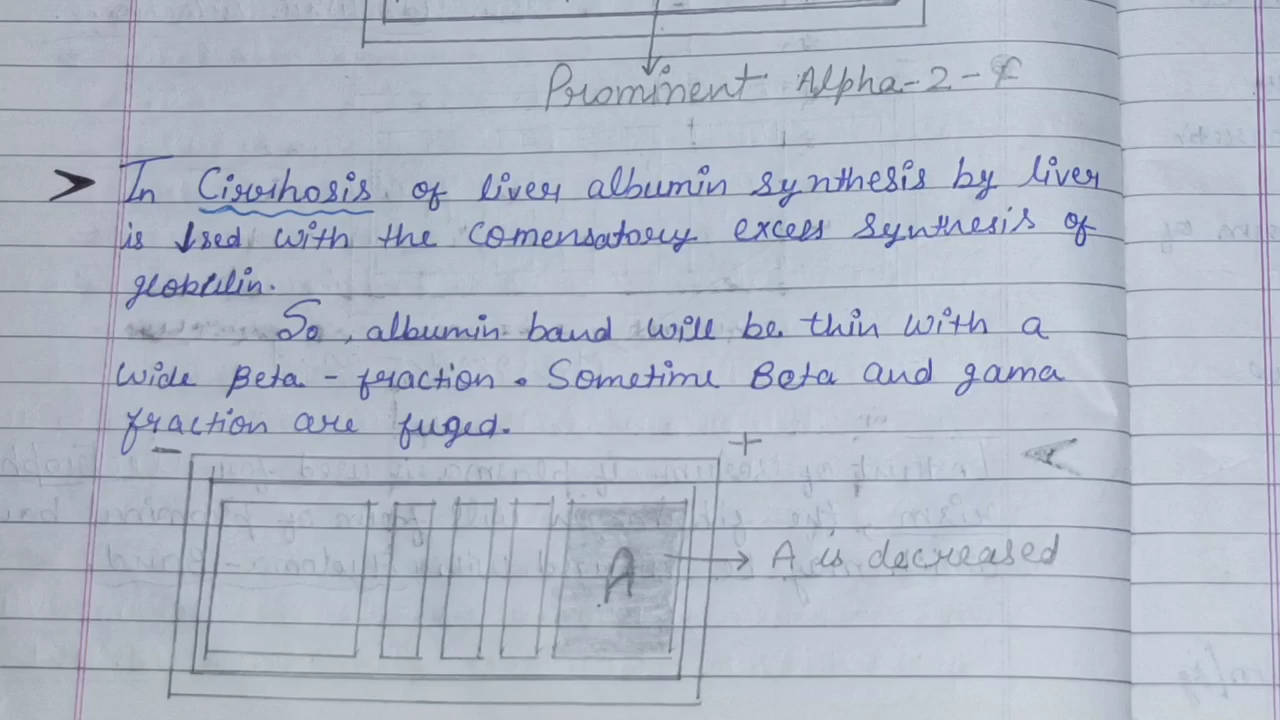 Prominent Alpha-2-f
> In Cirrhosis of liver albumin synthesis by liver
is ↓sed with the comensatory excess synthesis of
globulin.
So, albumin band will be thin with a
wide Beta - fraction. Sometime Beta and gama
fraction are fuged.
- +
A → A is decreased